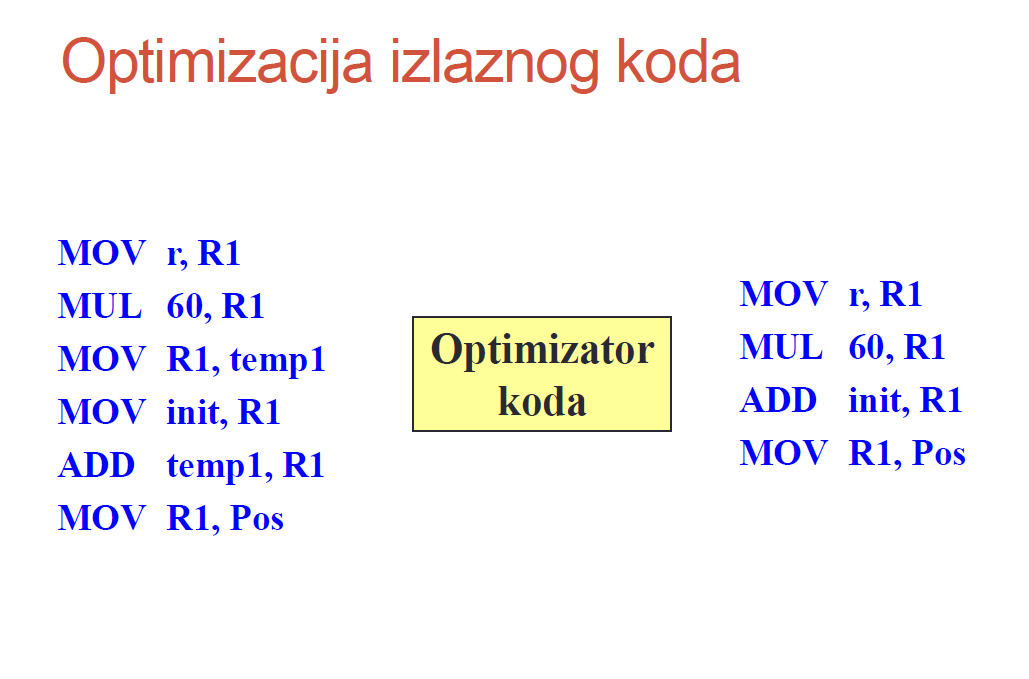 Optimizacija izlaznog koda
MOV r, R1
MUL 60, R1
MOV R1, temp1
MOV init, R1
ADD temp1, R1
MOV R1, Pos
Optimizator
koda
MOV r, R1
MUL 60, R1
ADD init, R1
MOV R1, Pos